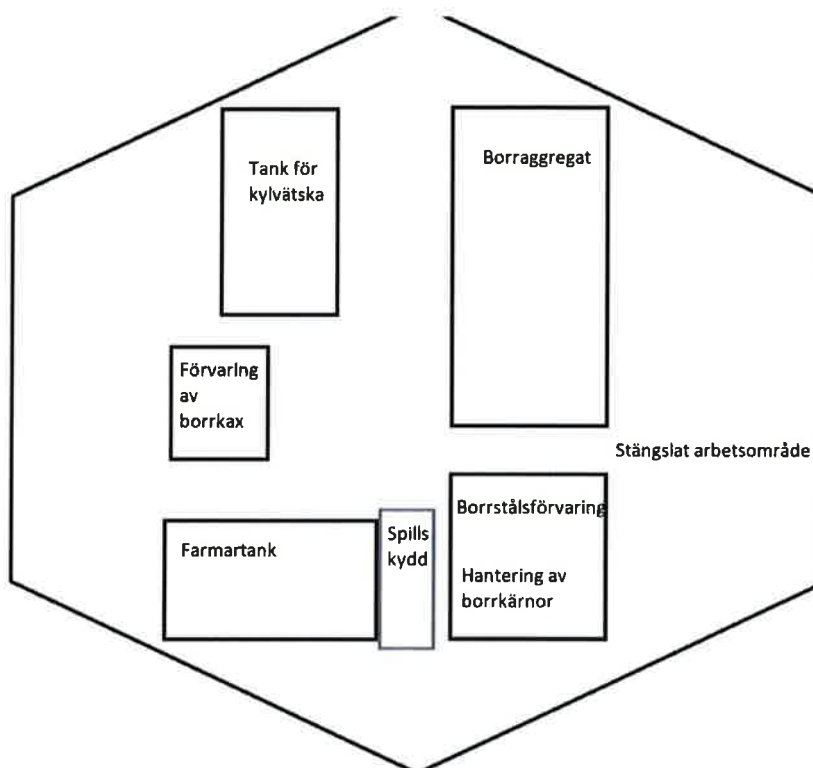 Tank för
kylvätska
Borraggregat
Förvaring
av
borrkax
Stängslat arbetsområde
Borrstålsförvaring
Hantering av
borrkärnor
Farmartank
Spills
kydd